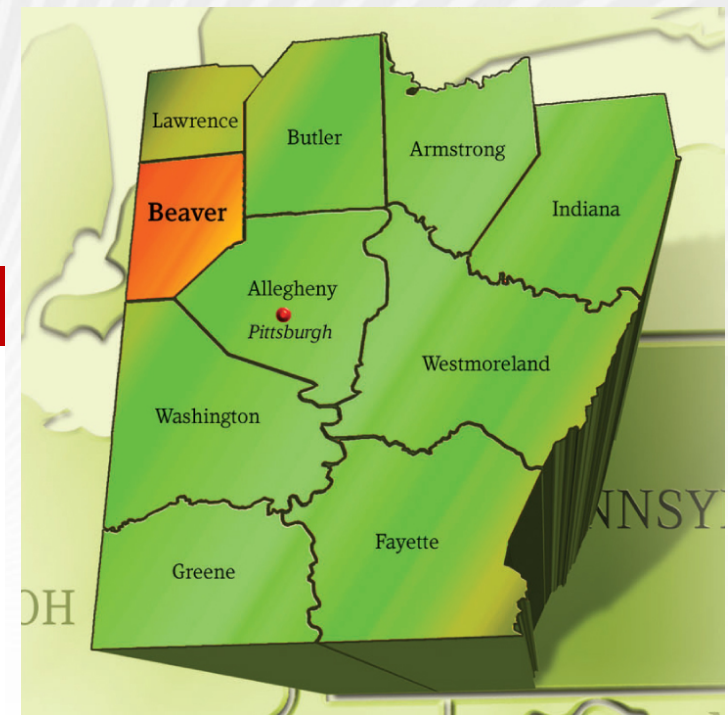 Lawrence
Butler
Armstrong
Beaver
Indiana
Allegheny
Pittsburgh
Westmoreland
Washington
NNSY
Fayette
Greene
OH